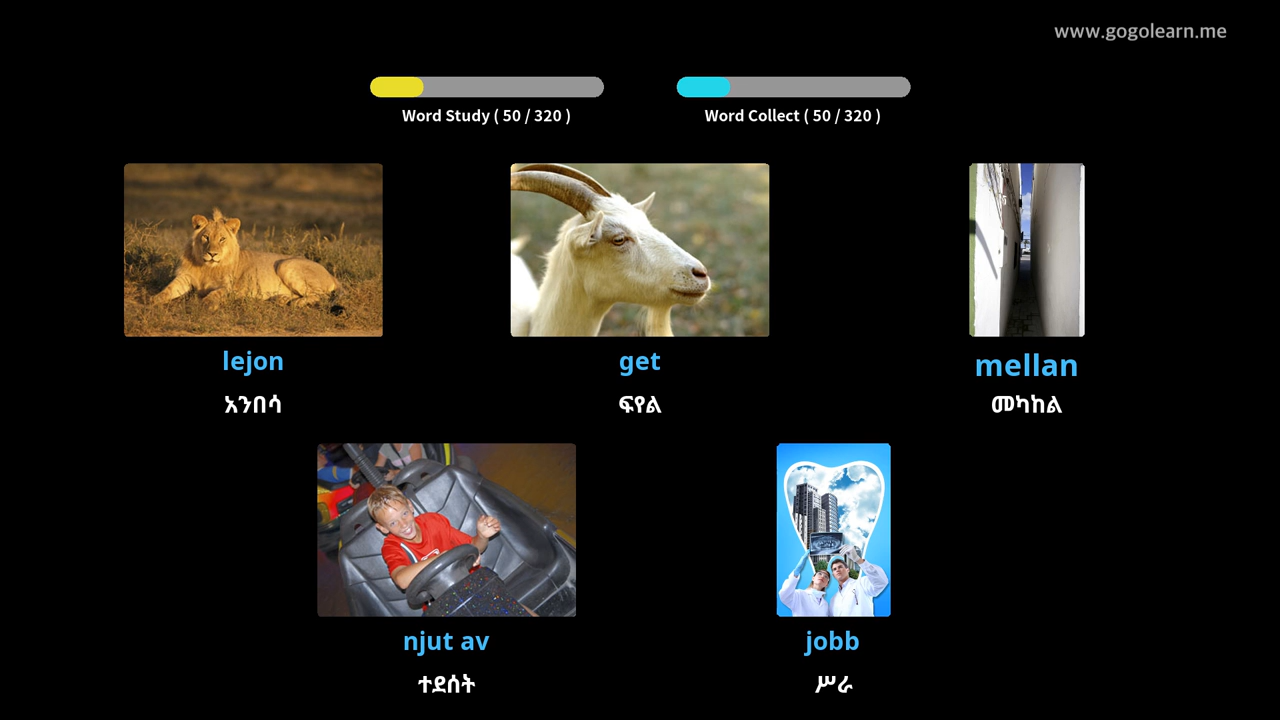 www.gogolearn.me
Word Study ( 50 / 320 )
Word Collect ( 50 / 320 )
lejon
get
mellan
አንበሳ
ፍየል
መካከል
njut av
jobb
ተደሰት
ሥራ